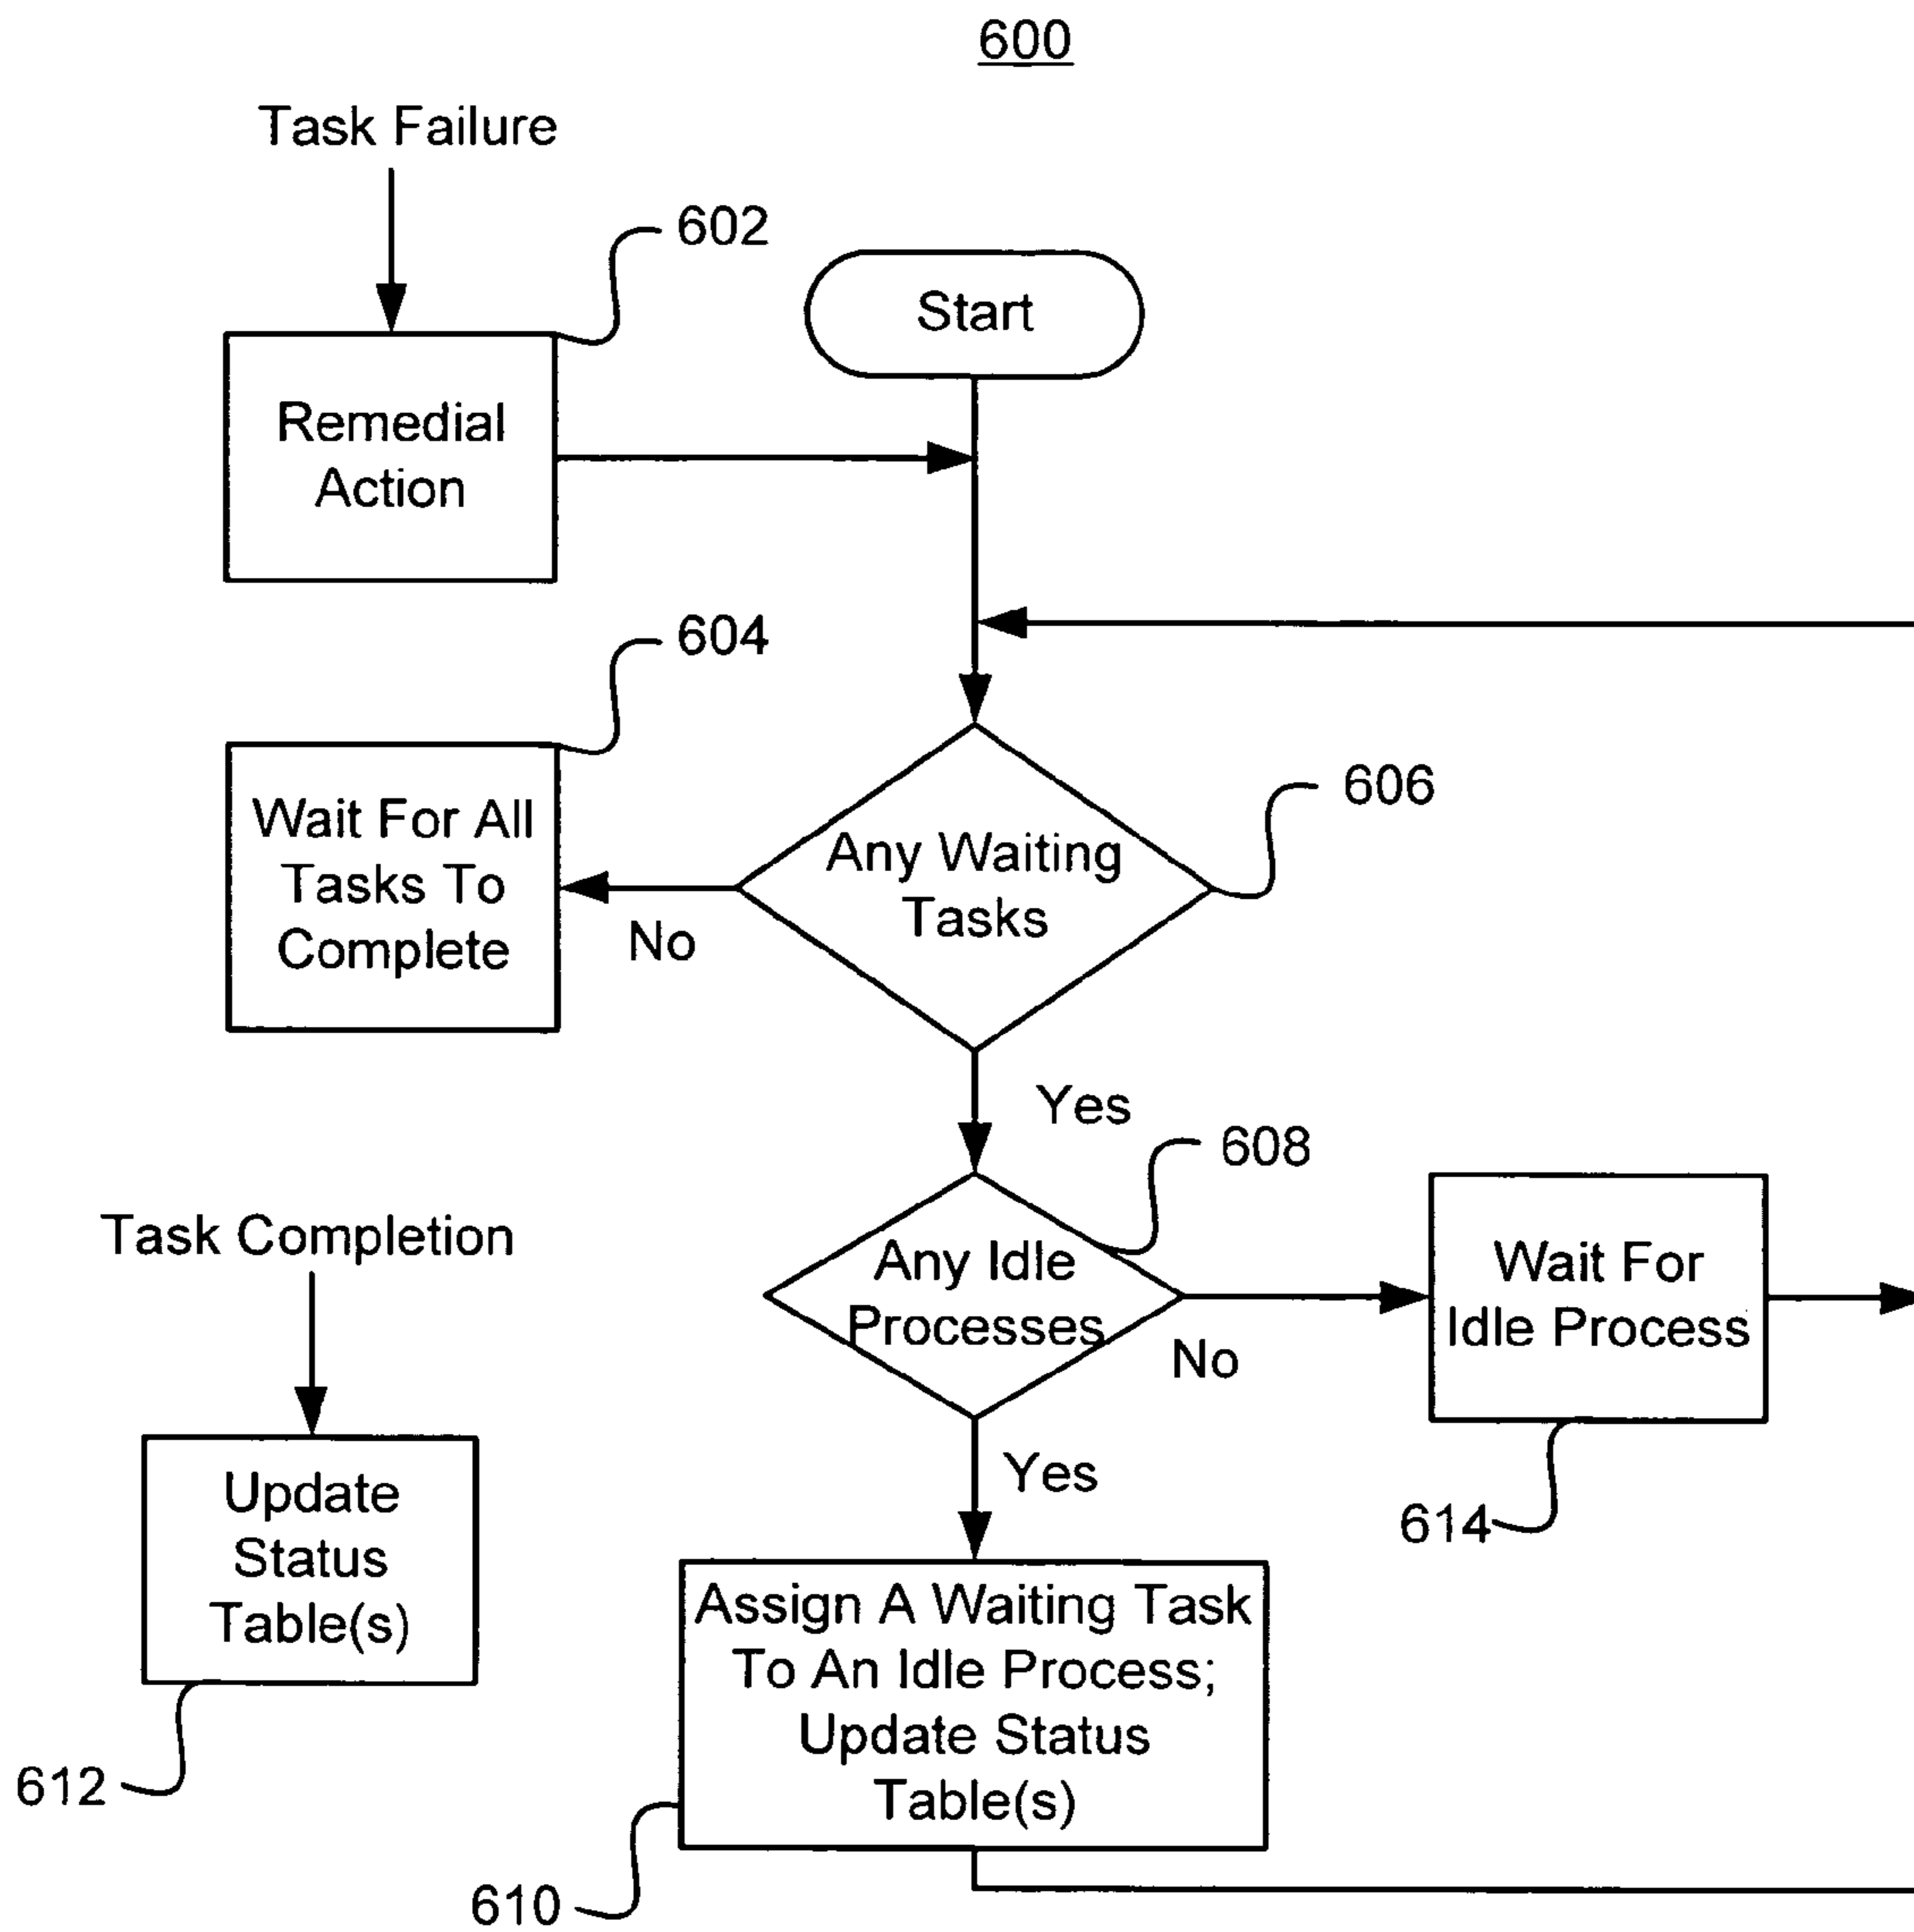 600
Task Failure
602
Start
Remedial
Action
604
606
Wait For All
Tasks To
Complete
Any Waiting
Tasks
No
Yes
608
Task Completion
Any Idle
Processes
Wait For
Idle Process
No
Yes
614
Update
Status
Table(s)
612
Assign A Waiting Task
To An Idle Process;
Update Status
Table(s)
610